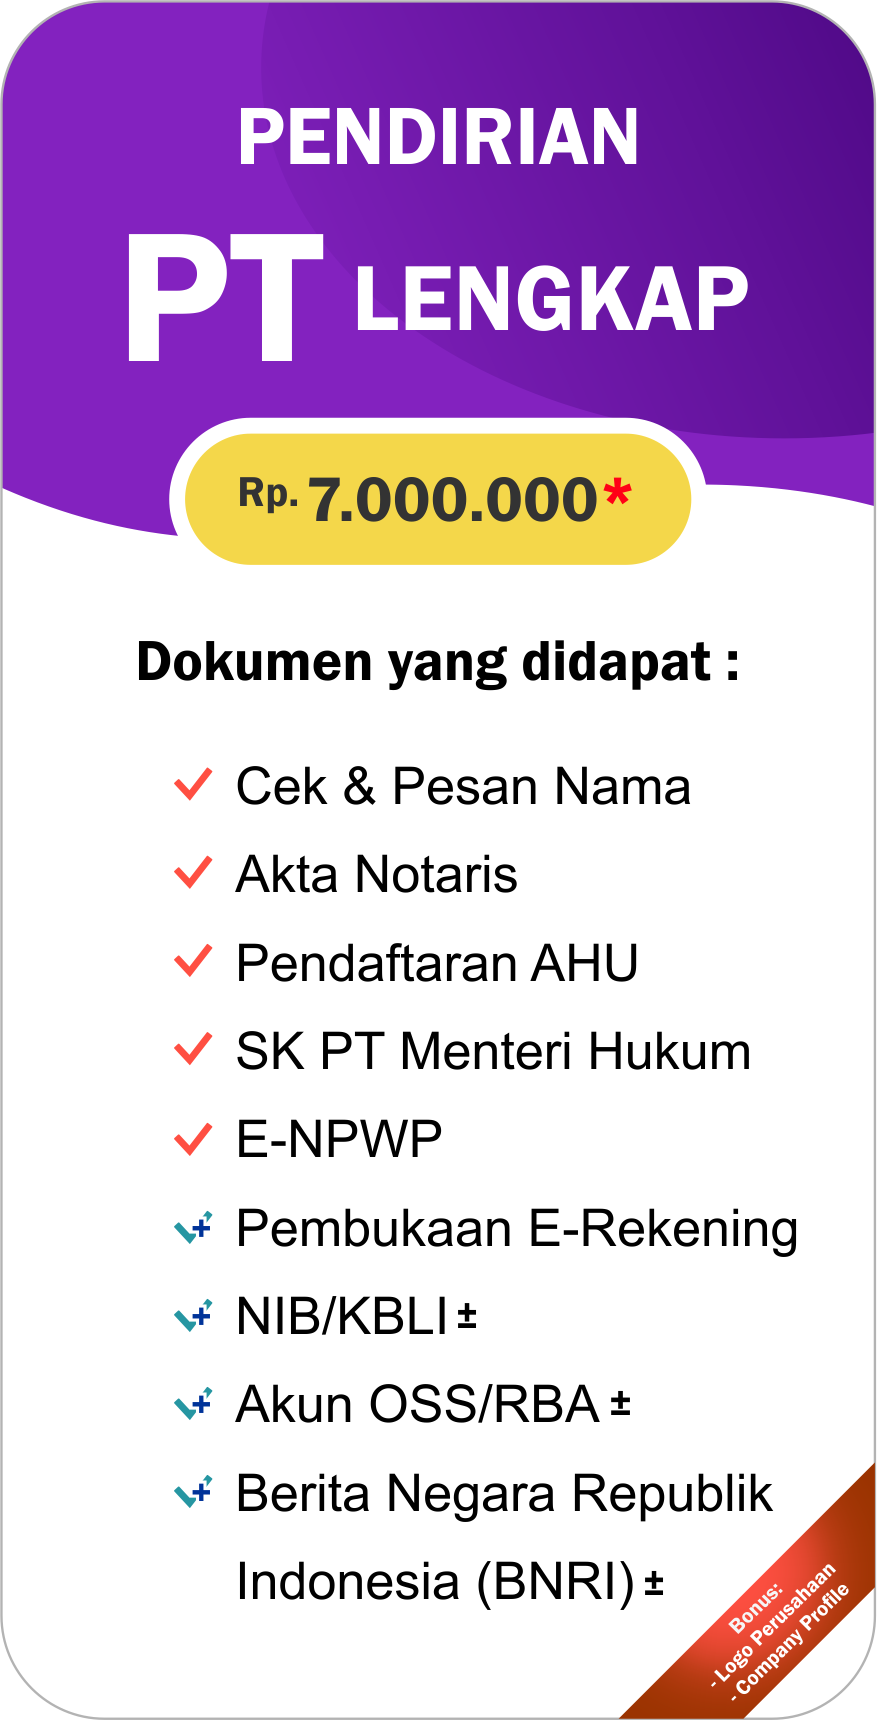 PENDIRIAN
PT LENGKAP
Rp. 7.000.000*
Dokumen yang didapat :
Cek & Pesan Nama
Akta Notaris
Pendaftaran AHU
SK PT Menteri Hukum
E-NPWP
Pembukaan E-Rekening
NIB/KBLI ±
Akun OSS/RBA ±
Berita Negara Republik
Indonesia (BNRI) ±
Bonus:
- Logo Perusahaan
- Company Profile